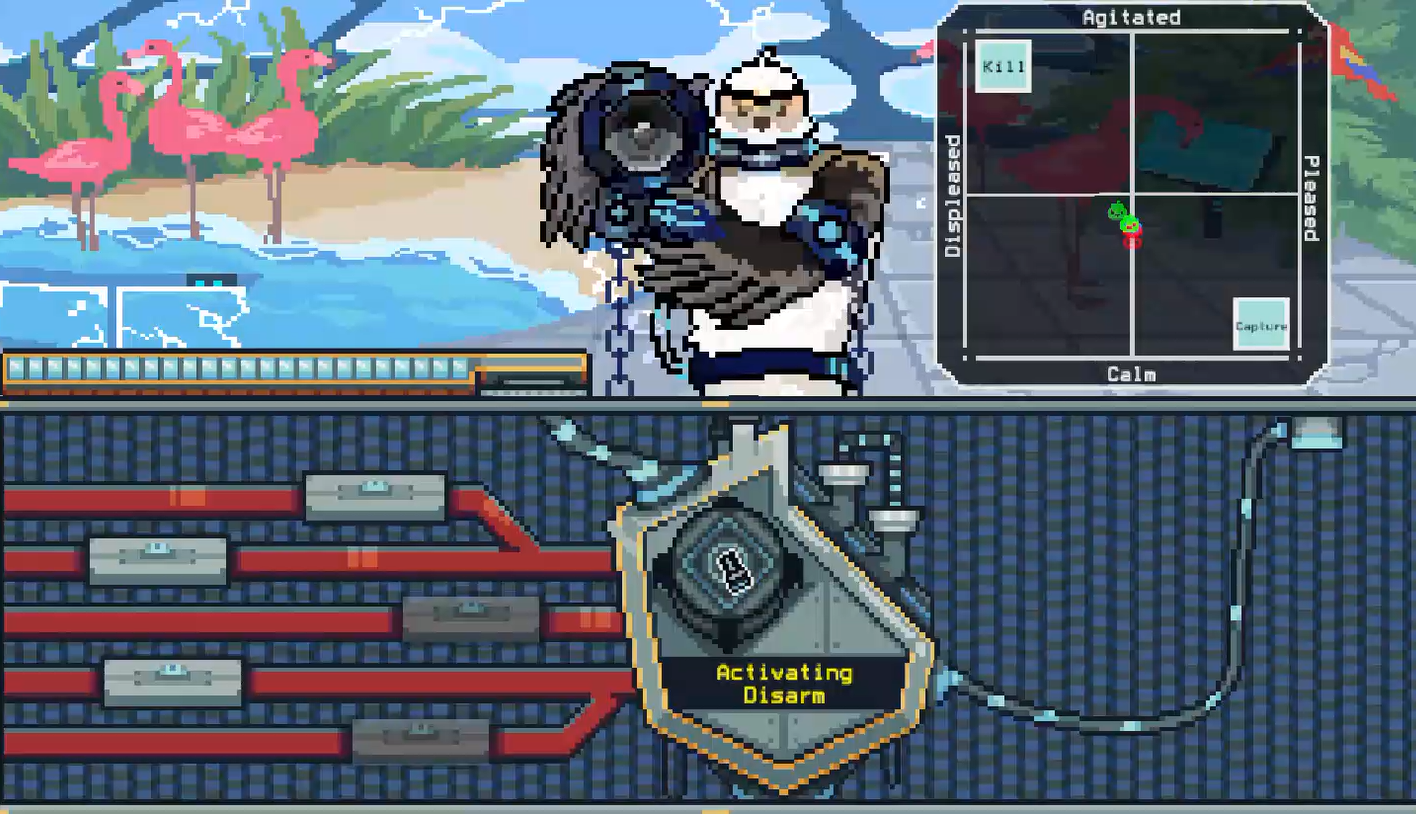 Agitated
Kill
Displeased
Pleased
Capture
Calm
Activating
Disarm